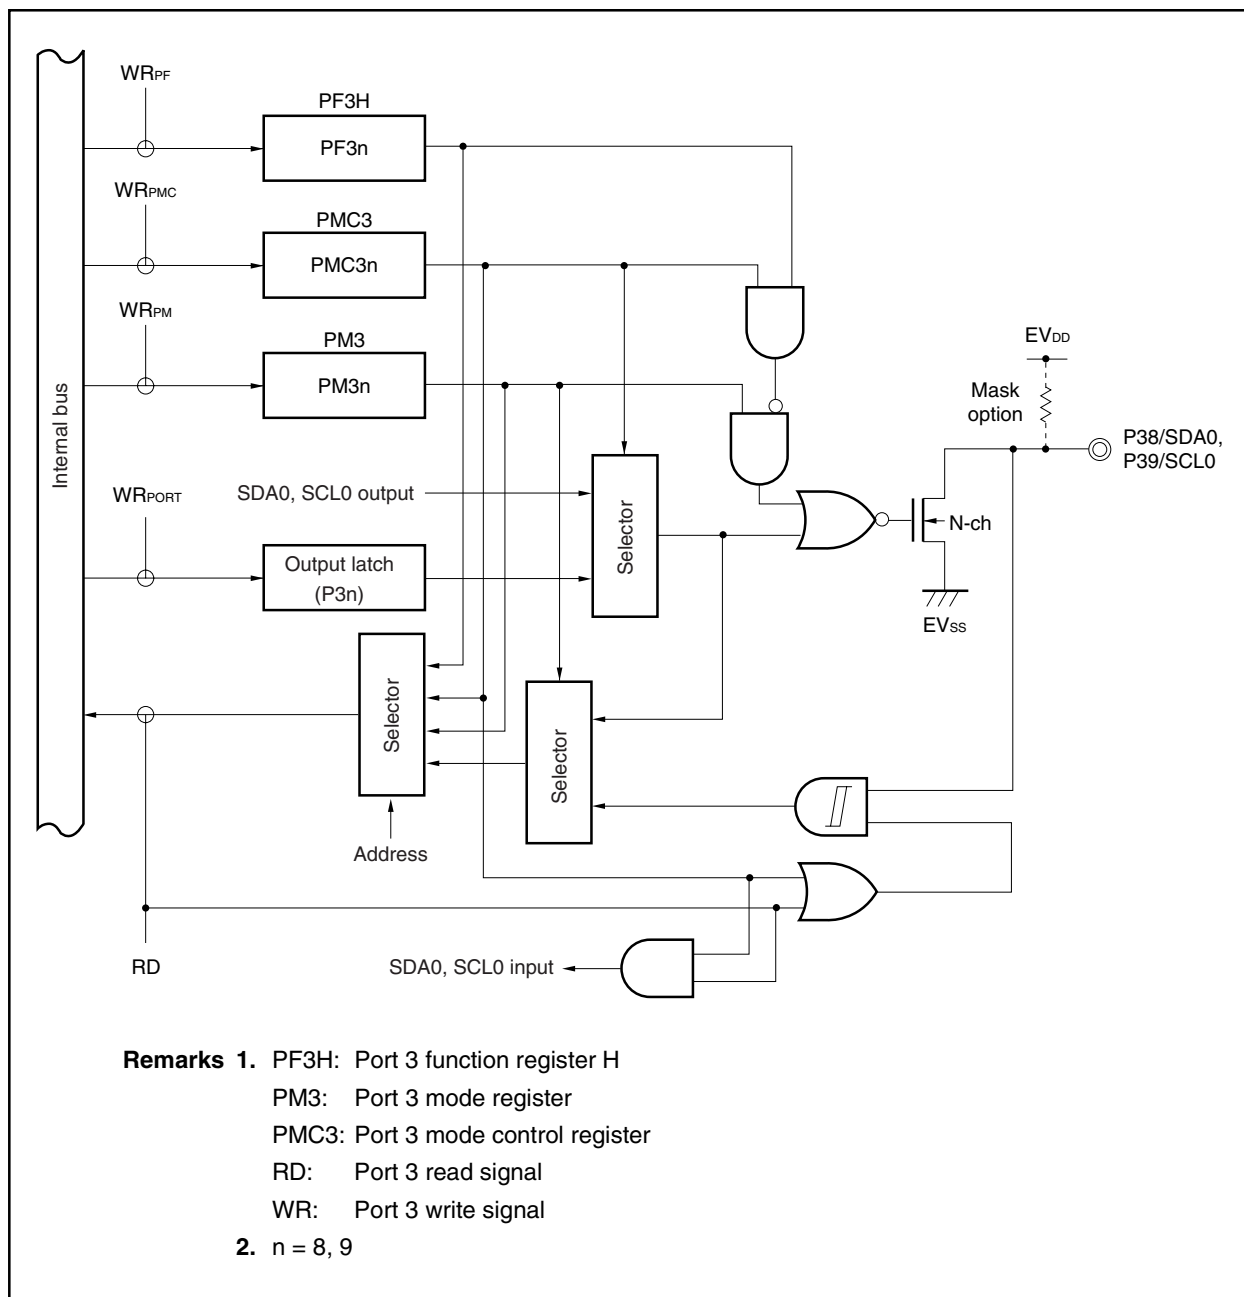 WRPF
PF3H
PF3n
WRPMC
PMC3
PMC3n
WRPM
PM3
PM3n
EVDD
Mask
option
P38/SDA0,
P39/SCL0
Internal bus
SDA0, SCL0 output
WRPORT
Selector
N-ch
Output latch
(P3n)
EVSS
Selector
Selector
Address
RD
SDA0, SCL0 input
Remarks 1. PF3H: Port 3 function register H
PM3: Port 3 mode register
PMC3: Port 3 mode control register
RD: Port 3 read signal
WR: Port 3 write signal
2. n = 8, 9